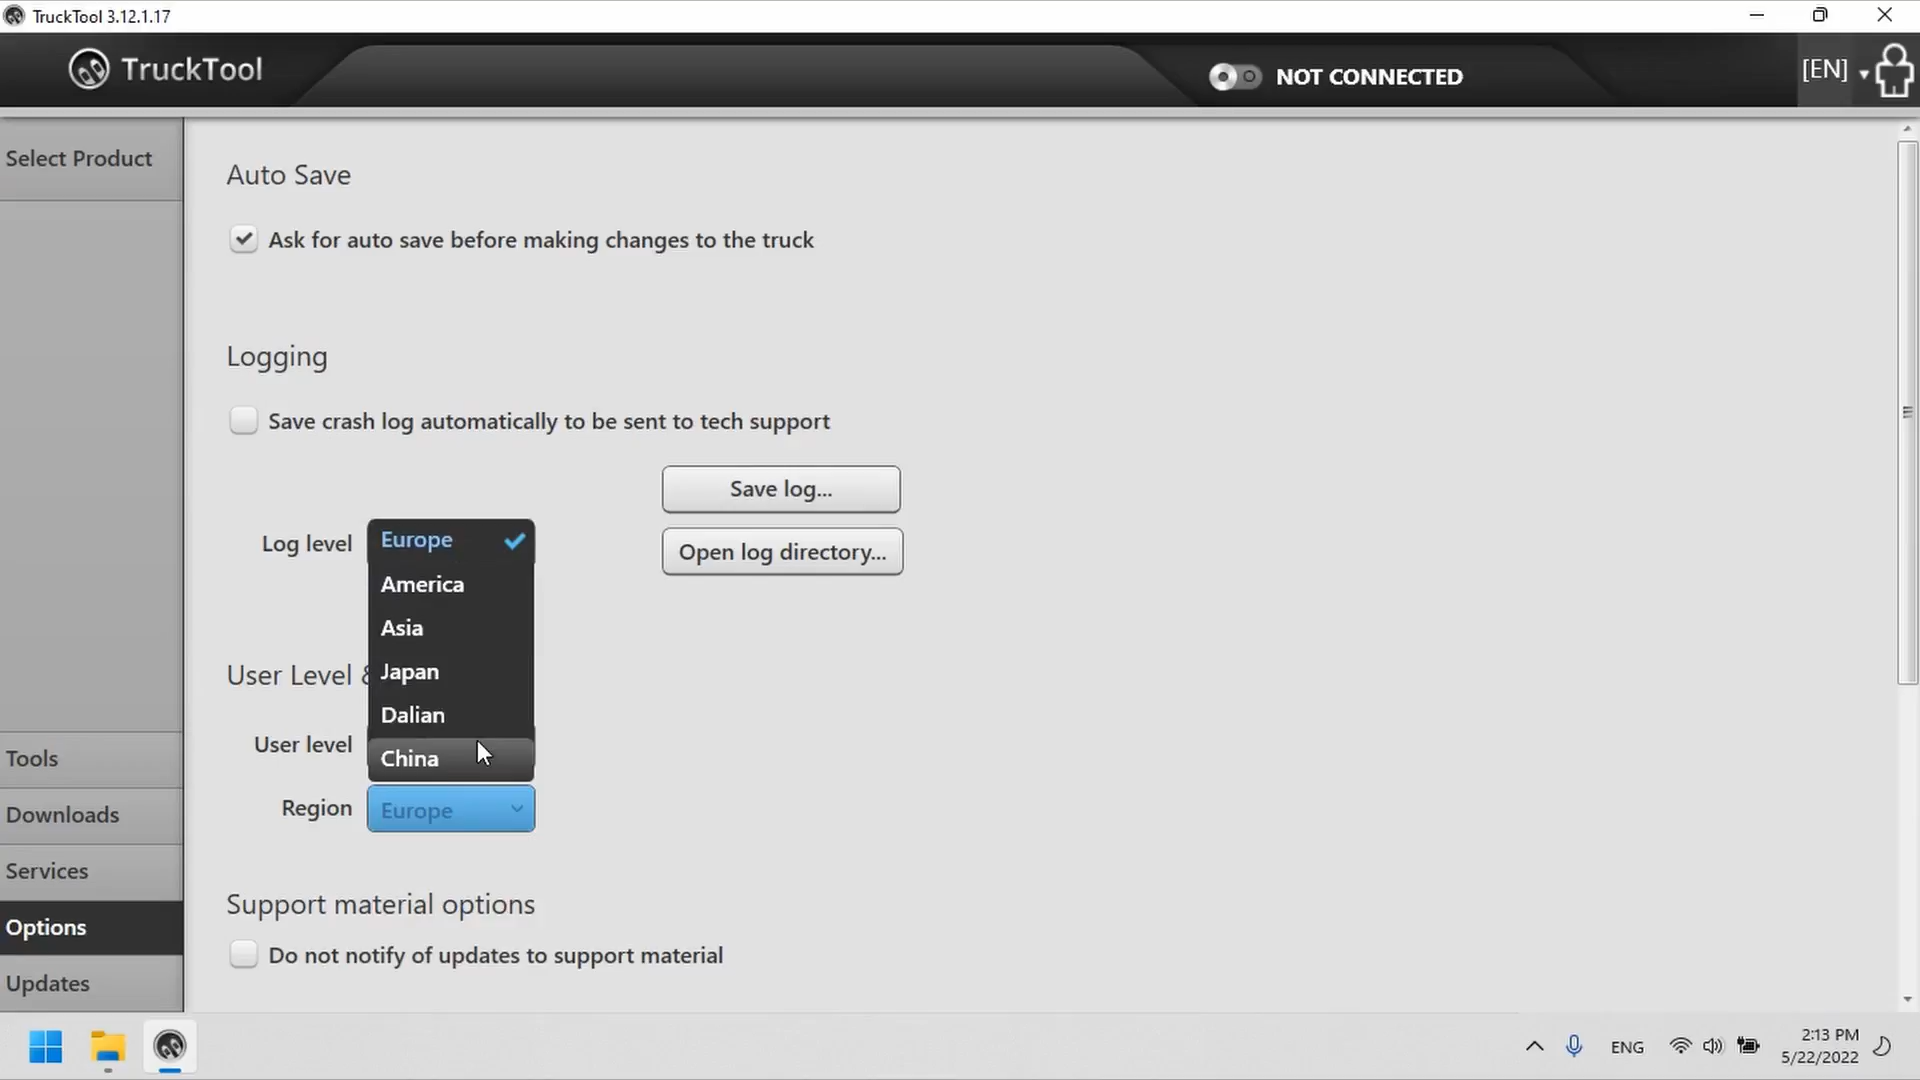 TruckTool 3.12.1.17
TruckTool
NOT CONNECTED
[EN]
Select Product
Auto Save
Ask for auto save before making changes to the truck
Logging
Save crash log automatically to be sent to tech support
Save log...
Log level
Open log directory...
Europe
America
Asia
Japan
Dalian
China
User Level
User level
Region
Europe
Support material options
Do not notify of updates to support material
Tools
Downloads
Services
Options
Updates
ENG
2:13 PM
5/22/2022